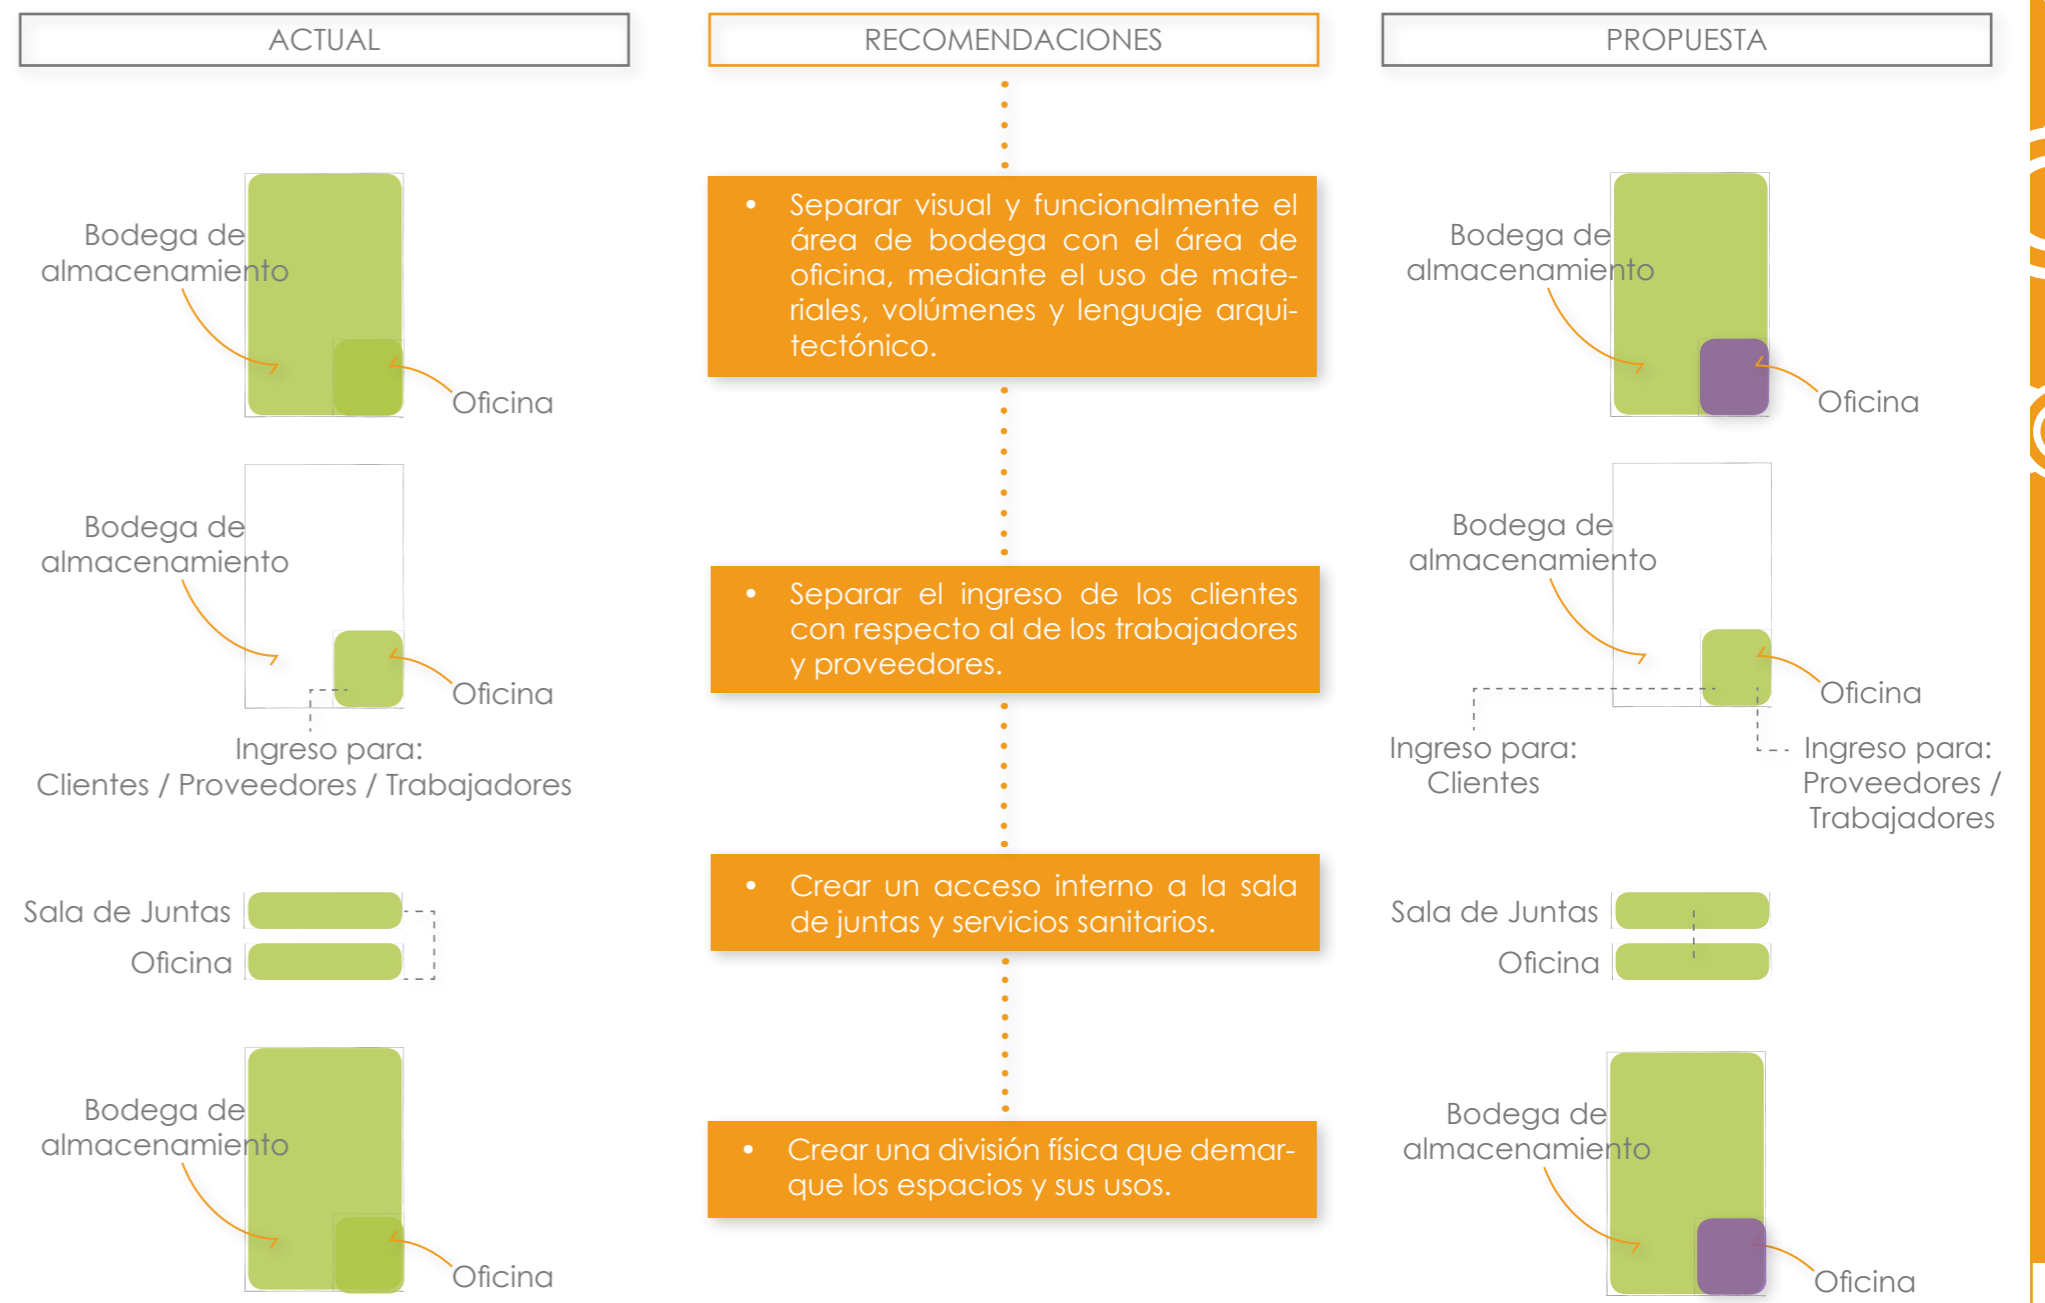 ACTUAL
RECOMENDACIONES
PROPUESTA
Bodega de
almacenamiento
Oficina
• Separar visual y funcionalmente el
área de bodega con el área de
oficina, mediante el uso de mate-
riales, volúmenes y lenguaje arqui-
tectónico.
Bodega de
almacenamiento
Oficina
Bodega de
almacenamiento
Oficina
Ingreso para:
Clientes / Proveedores / Trabajadores
• Separar el ingreso de los clientes
con respecto al de los trabajadores
y proveedores.
Bodega de
almacenamiento
Oficina
Ingreso para:
Clientes
Ingreso para:
Proveedores /
Trabajadores
Sala de Juntas
Oficina
• Crear un acceso interno a la sala
de juntas y servicios sanitarios.
Sala de Juntas
Oficina
Bodega de
almacenamiento
Oficina
• Crear una división física que demar-
que los espacios y sus usos.
Bodega de
almacenamiento
Oficina